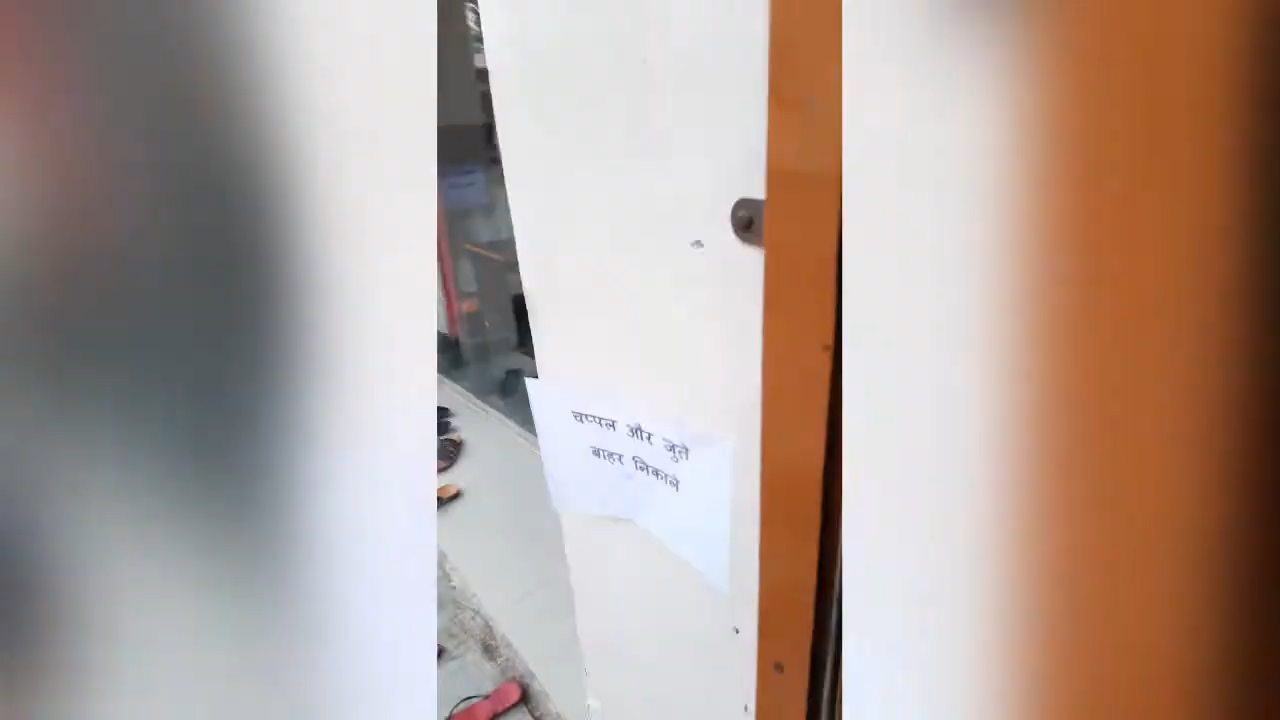 चप्पल और जुते
बाहर निकाले